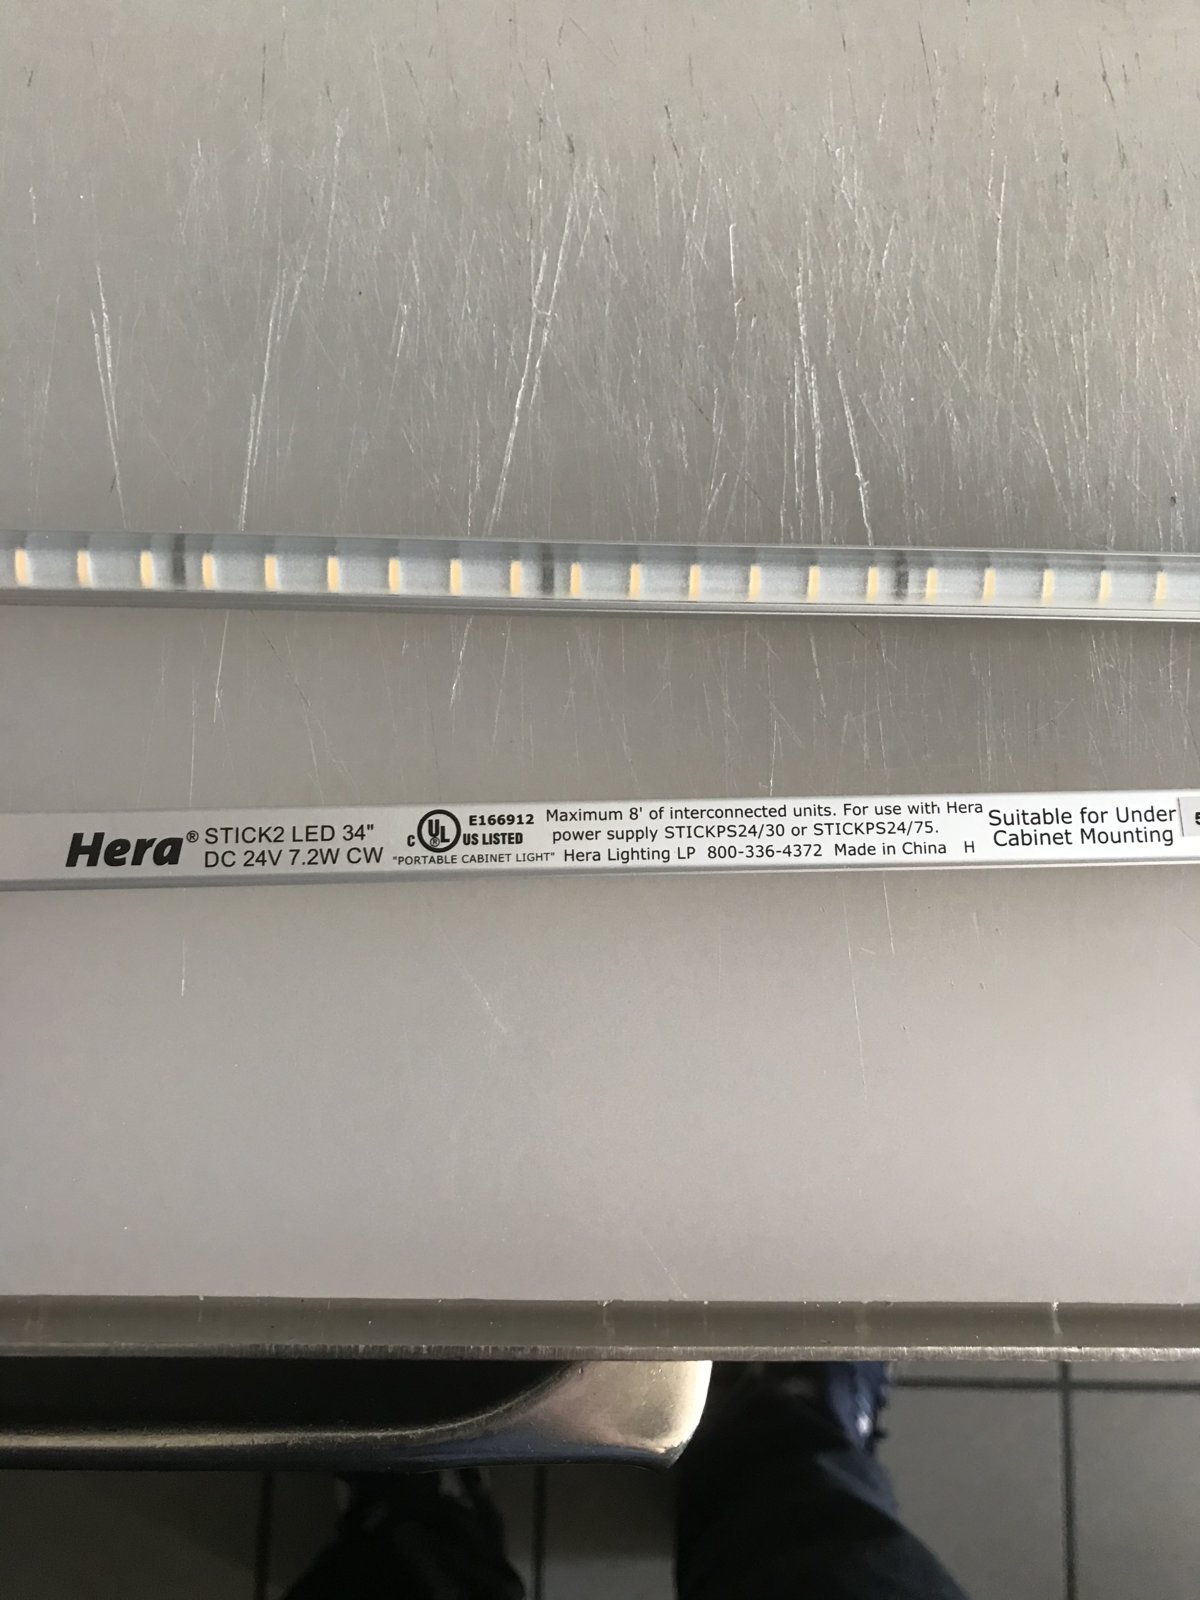 Hera® STICK2 LED 34"
DC 24V 7.2W CW
c UL® US LISTED
E166912
"PORTABLE CABINET LIGHT"
Maximum 8' of interconnected units. For use with Hera
power supply STICKPS24/30 or STICKPS24/75.
Hera Lighting LP 800-336-4372 Made in China H
Suitable for Under
Cabinet Mounting